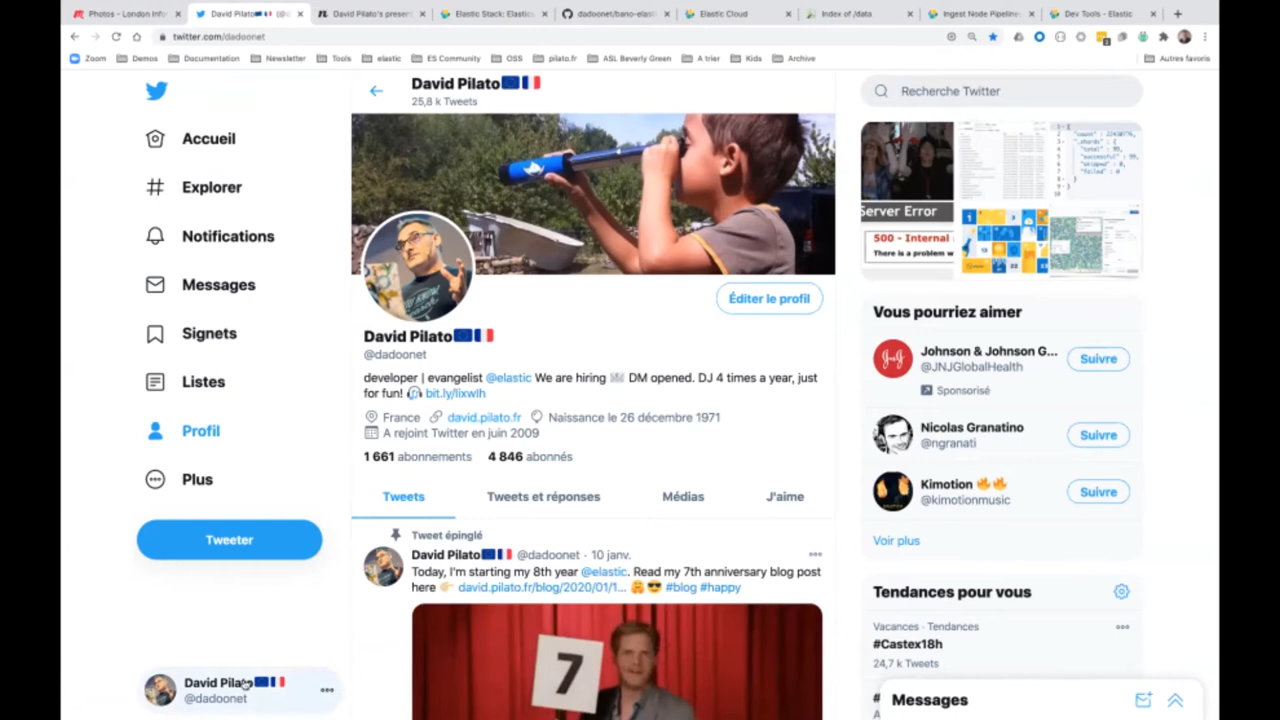 Photos - London Info
David Pilato (@d
David Pilato's present
Elastic Stack: Elasticse
dadoonet/bano-elasti
Elastic Cloud
Index of /data
Ingest Node Pipelines
Dev Tools - Elastic
twitter.com/dadoonet
Zoom
Demos
Documentation
Newsletter
Tools
elastic
ES Community
OSS
pilato.fr
ASL Beverly Green
A trier
Kids
Archive
Autres favoris
Accueil
Explorer
Notifications
Messages
Signets
Listes
Profil
Plus
Tweeter
David Pilato
@dadoonet
David Pilato
25,8 k Tweets
Éditer le profil
David Pilato
@dadoonet
developer | evangelist @elastic We are hiring DM opened. DJ 4 times a year, just
for fun! bit.ly/lixwlh
France david.pilato.fr Naissance le 26 décembre 1971
A rejoint Twitter en juin 2009
1 661 abonnements 4 846 abonnés
Tweets
Tweets et réponses
Médias
J'aime
Tweet épinglé
David Pilato @dadoonet · 10 janv.
Today, I'm starting my 8th year @elastic. Read my 7th anniversary blog post
here david.pilato.fr/blog/2020/01/1... #blog #happy
7
Recherche Twitter
Server Error
500 - Internal
There is a problem w
Vous pourriez aimer
Johnson & Johnson G...
@JNJGlobalHealth
Suivre
Sponsorisé
Nicolas Granatino
@ngranati
Suivre
Kimotion
@kimotionmusic
Suivre
Voir plus
Tendances pour vous
Vacances · Tendances
#Castex18h
24,7 k Tweets
Messages